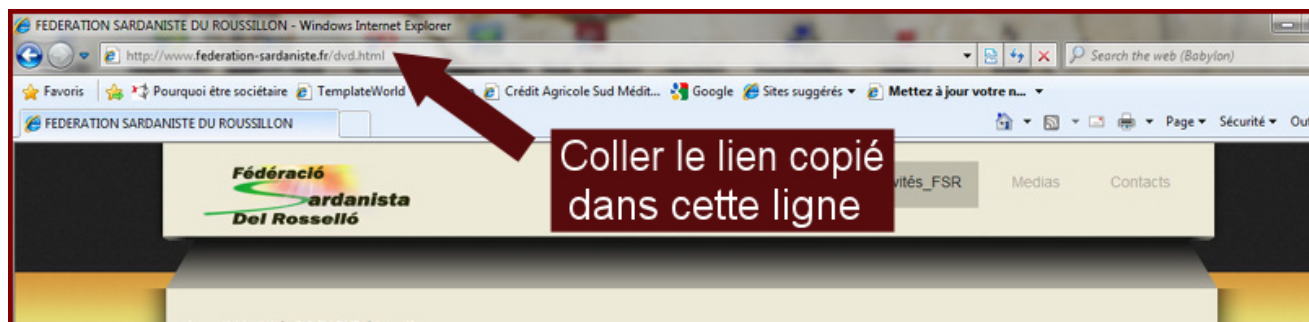 FEDERATION SARDANISTE DU ROUSSILLON - Windows Internet Explorer
http://www.federation-sardaniste.fr/dvd.html
Search the web (Babylon)
Favoris Pourquoi être sociétaire TemplateWorld Crédit Agricole Sud Médit... Google Sites suggérés Mettez à jour votre n...
FEDERATION SARDANISTE DU ROUSSILLON
Page Sécurité
Coller le lien copié
dans cette ligne
Fédéració
Sardanista
Del Rosselló
vités_FSR Medias Contacts